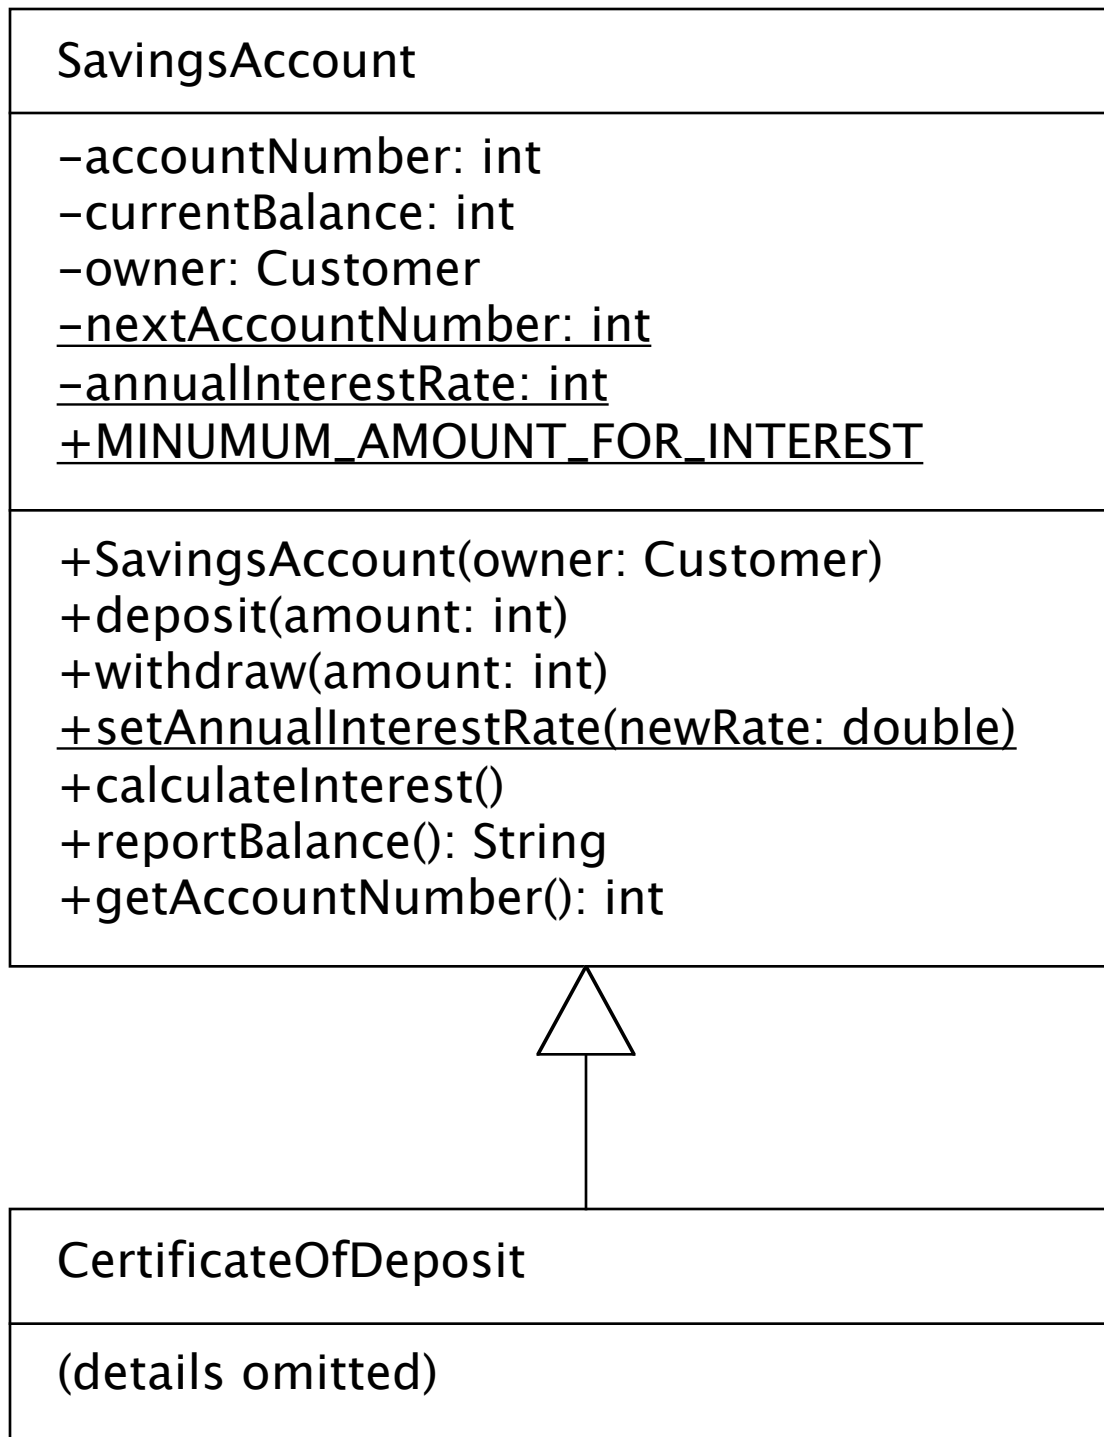 SavingsAccount
–accountNumber: int
–currentBalance: int
–owner: Customer
–nextAccountNumber: int
–annualInterestRate: int
+MINUMUM_AMOUNT_FOR_INTEREST
+SavingsAccount(owner: Customer)
+deposit(amount: int)
+withdraw(amount: int)
+setAnnualInterestRate(newRate: double)
+calculateInterest()
+reportBalance(): String
+getAccountNumber(): int
CertificateOfDeposit
(details omitted)